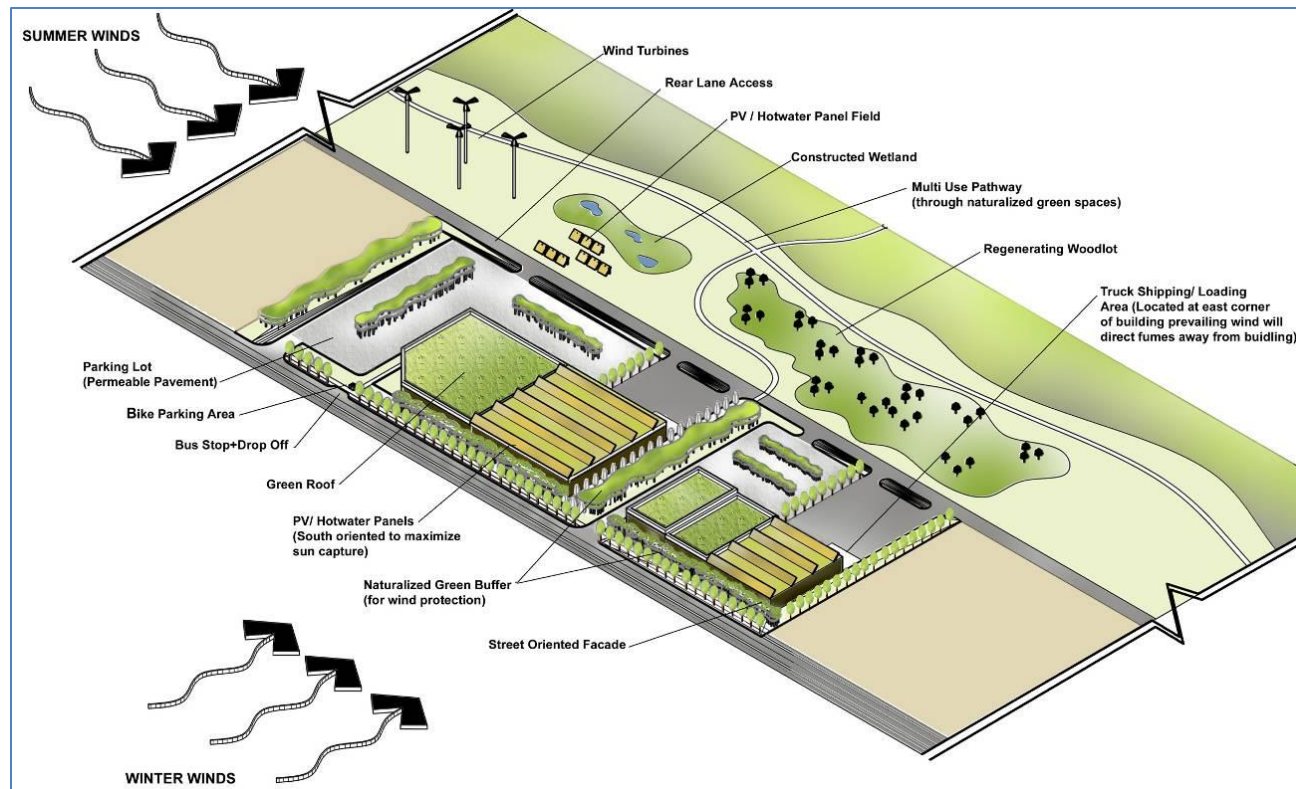 SUMMER WINDS
Wind Turbines
Rear Lane Access
PV / Hotwater Panel Field
Constructed Wetland
Multi Use Pathway
(through naturalized green spaces)
Regenerating Woodlot
Truck Shipping/ Loading
Area (Located at east corner
of building prevailing wind will
direct fumes away from buidling)
Parking Lot
(Permeable Pavement)
Bike Parking Area
Bus Stop+Drop Off
Green Roof
PV/ Hotwater Panels
(South oriented to maximize
sun capture)
Naturalized Green Buffer
(for wind protection)
Street Oriented Facade
WINTER WINDS